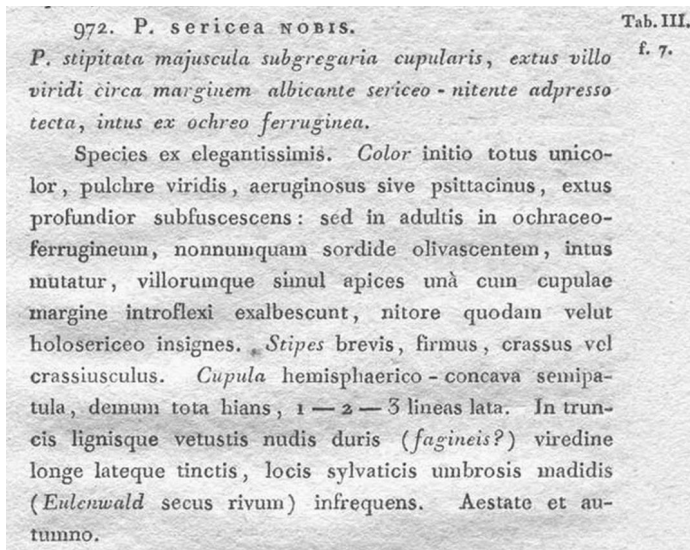 972. P. sericea NOBIS.
Tab. III.
f. 7.
P. stipitata majuscula subgregaria cupularis, extus villo
viridi circa marginem albicante sericeo-nitente adpresso
tecta, intus ex ochreo ferruginea.
Species ex elegantissimis. Color initio totus unico-
lor, pulchre viridis, aeruginosus sive psittacinus, extus
profundior subfuscescens: sed in adultis in ochraceo-
ferrugineum, nonnumquam sordide olivascentem, intus
mutatur, villorumque simul apices unà cum cupulae
margine introflexi exalbescunt, nitore quodam velut
holosericeo insignes. Stipes brevis, firmus, crassus vel
crassiusculus. Cupula hemisphaerico-concava semipa-
tula, demum tota hians, 1—2—3 lineas lata. In trun-
cis lignisque vetustis nudis duris (fagineis?) viredine
longe lateque tinctis, locis sylvaticis umbrosis madidis
(Eulenwald secus rivum) infrequens. Aestate et au-
tumno.